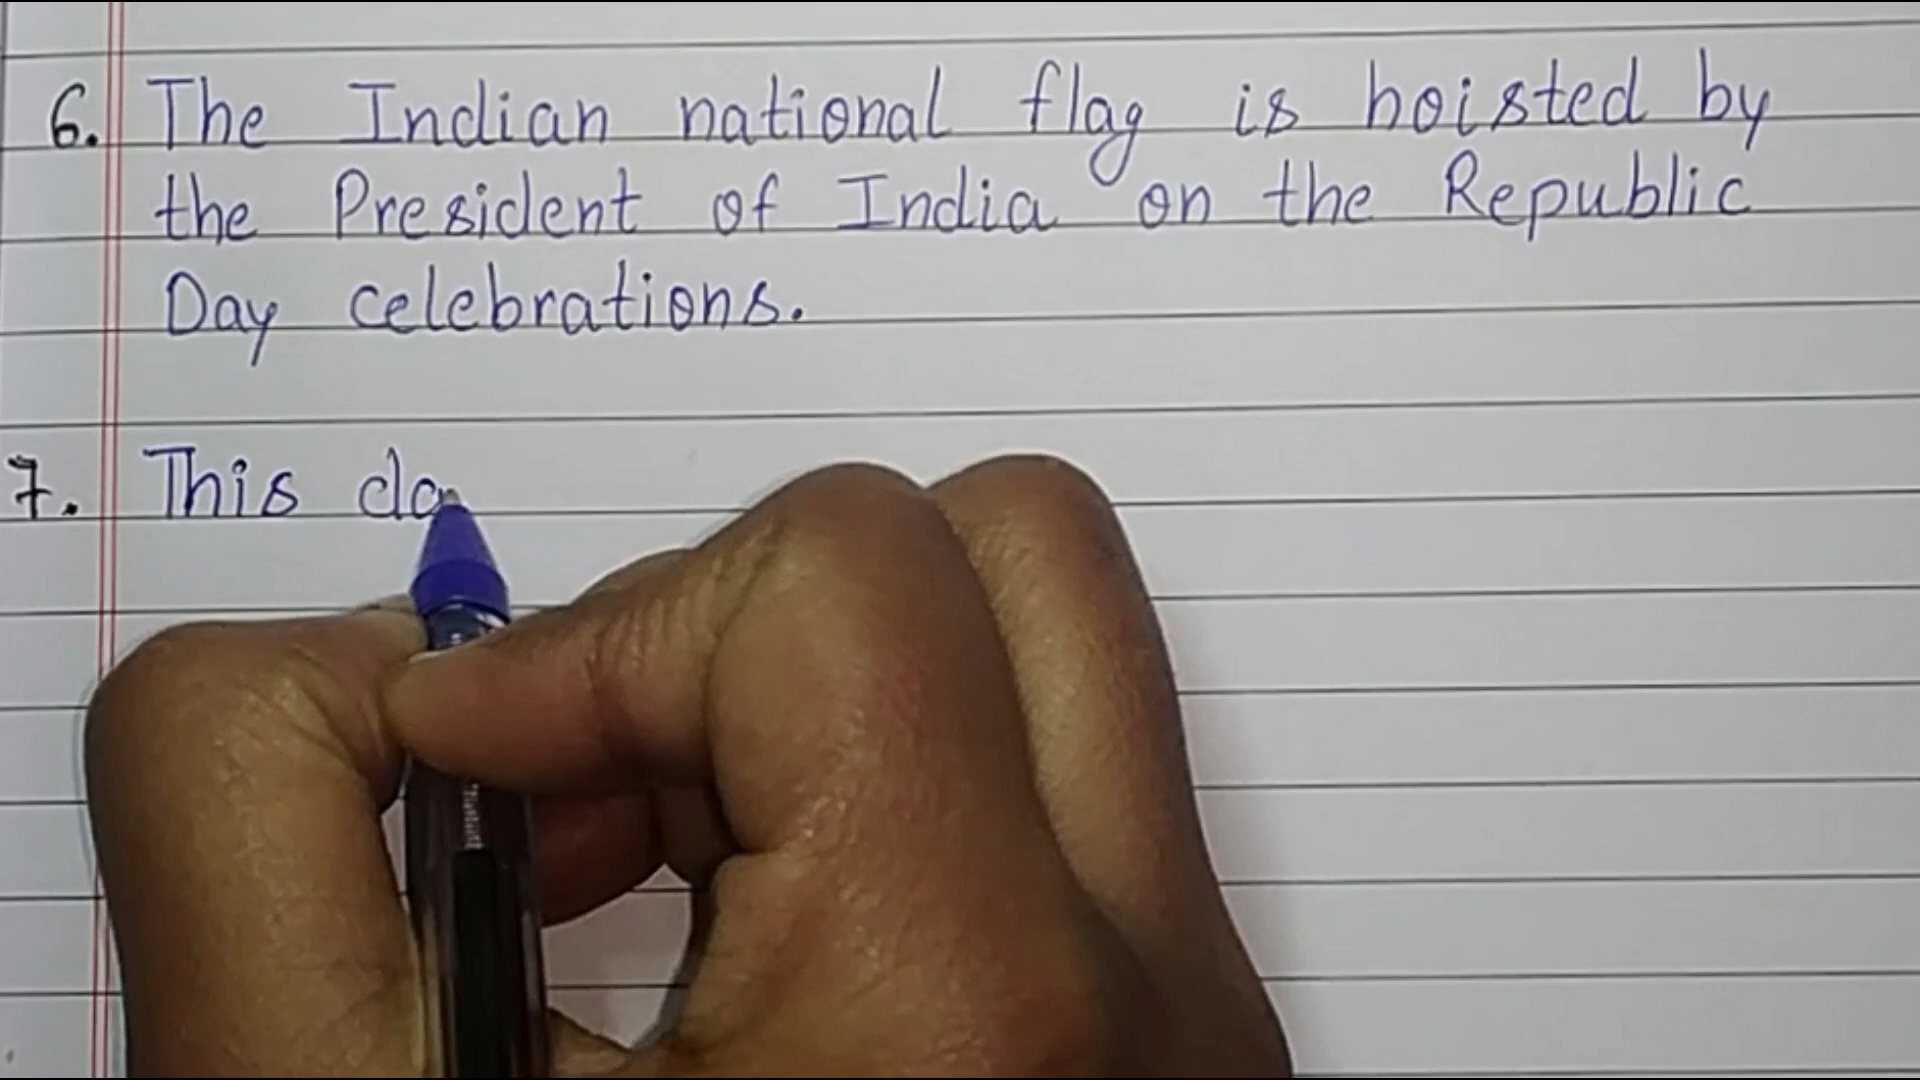 6. The Indian national flag is hoisted by
the President of India on the Republic
Day celebrations.
7. This da